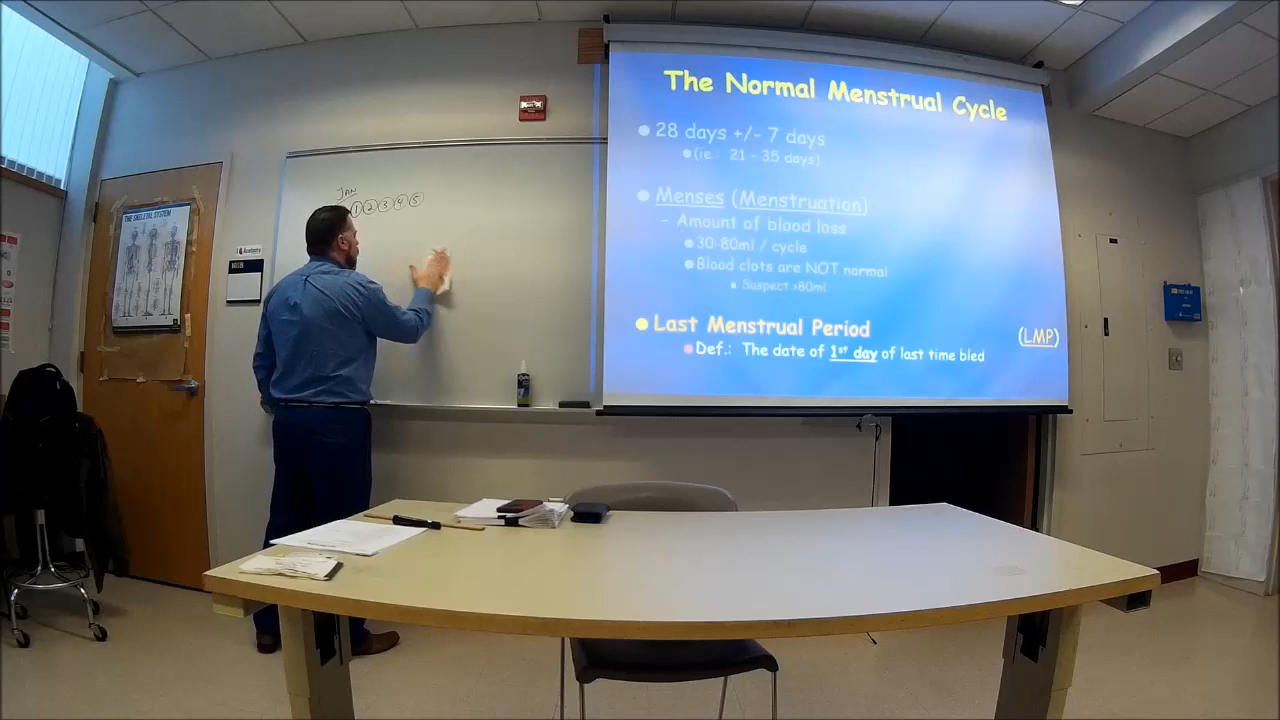 The Normal Menstrual Cycle
28 days +/- 7 days
(ie.: 21 - 35 days)
Menses (Menstruation)
- Amount of blood loss
30-80ml / cycle
Blood clots are NOT normal
Suspect >80ml
Last Menstrual Period
(LMP)
Def.: The date of 1st day of last time bled
JAN
1 2 3 4 5
THE SKELETAL SYSTEM
Anatomy